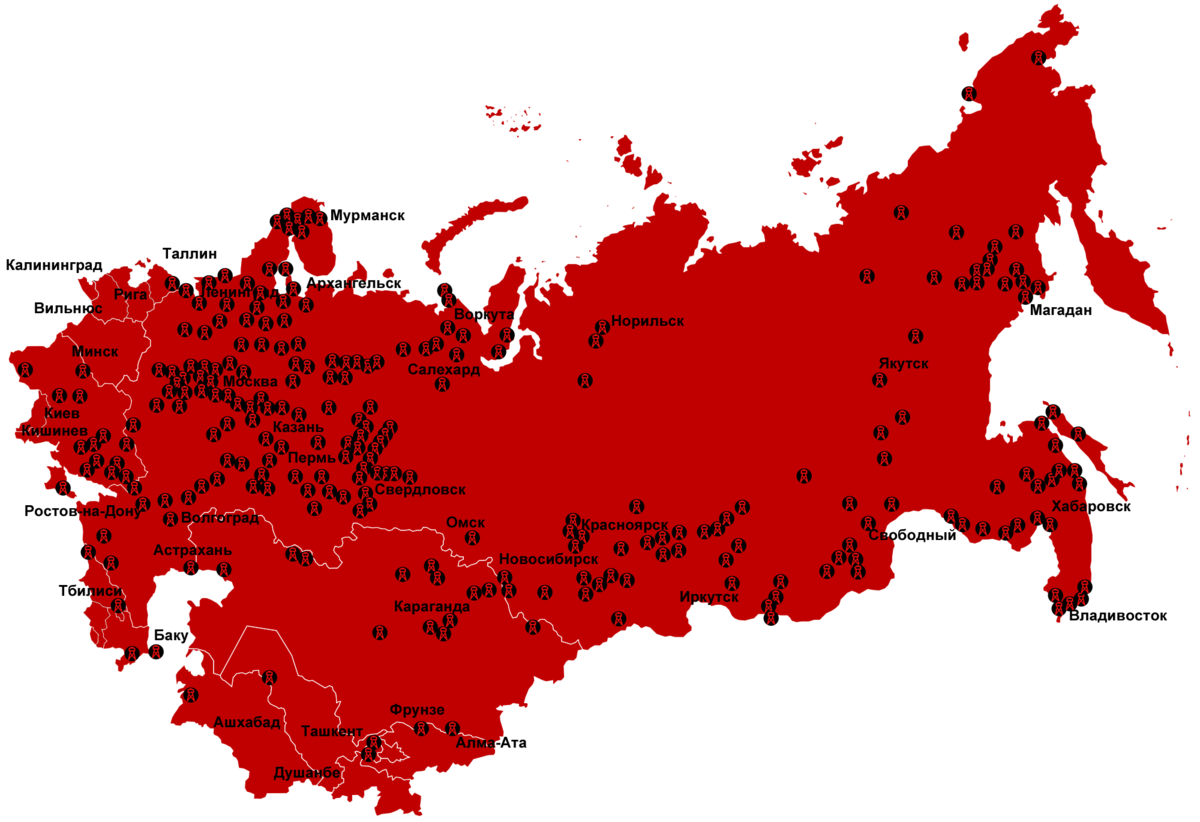 Мурманск
Таллин
Калининград
Архангельск
Рига
Ленинград
Вильнюс
Воркута
Магадан
Норильск
Минск
Якутск
Салехард
Москва
Киев
Казань
Кишинев
Пермь
Свердловск
Хабаровск
Ростов-на-Дону
Волгоград
Омск
Красноярск
Свободный
Астрахань
Новосибирск
Тбилиси
Иркутск
Караганда
Владивосток
Баку
Фрунзе
Ашхабад
Ташкент
Алма-Ата
Душанбе